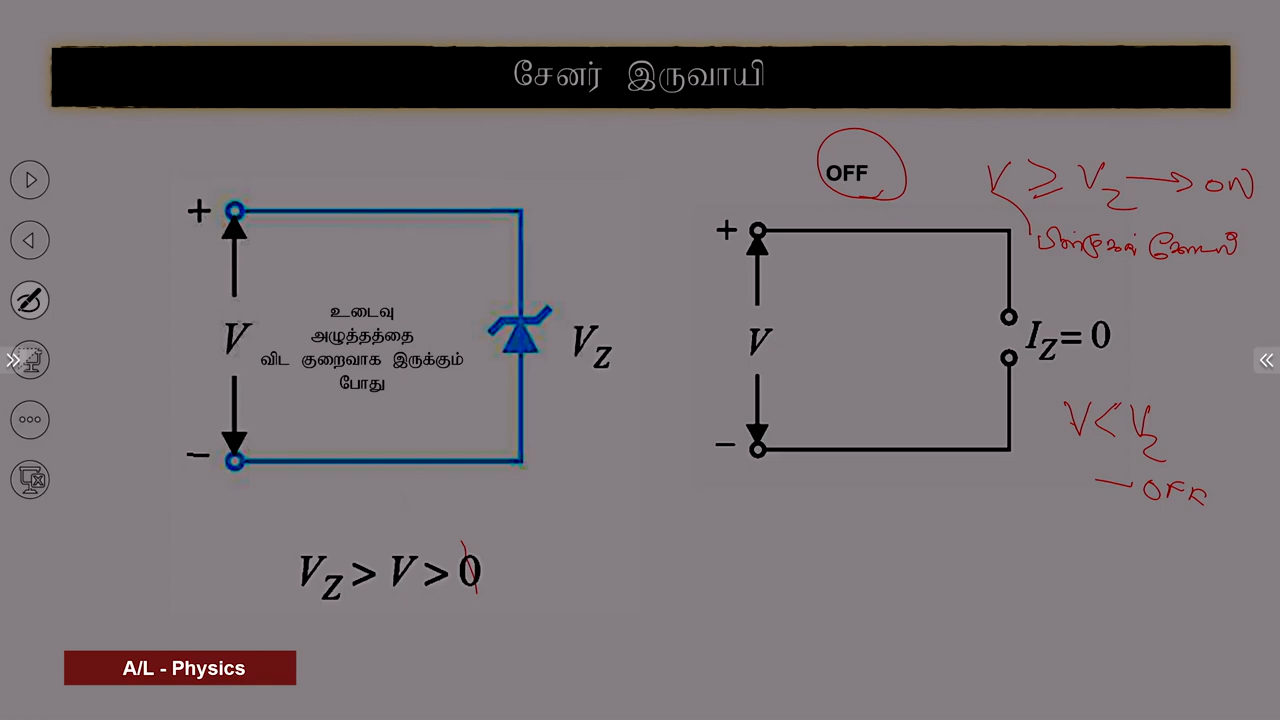 சேனர் இருவாயி
OFF
V ≥ V_Z → ON
+
+
உடைவு
அழுத்தத்தை
விட குறைவாக இருக்கும்
போது
V
V_Z
V
I_Z = 0
V < V_Z
– OFF
−
−
V_Z > V > 0
A/L - Physics